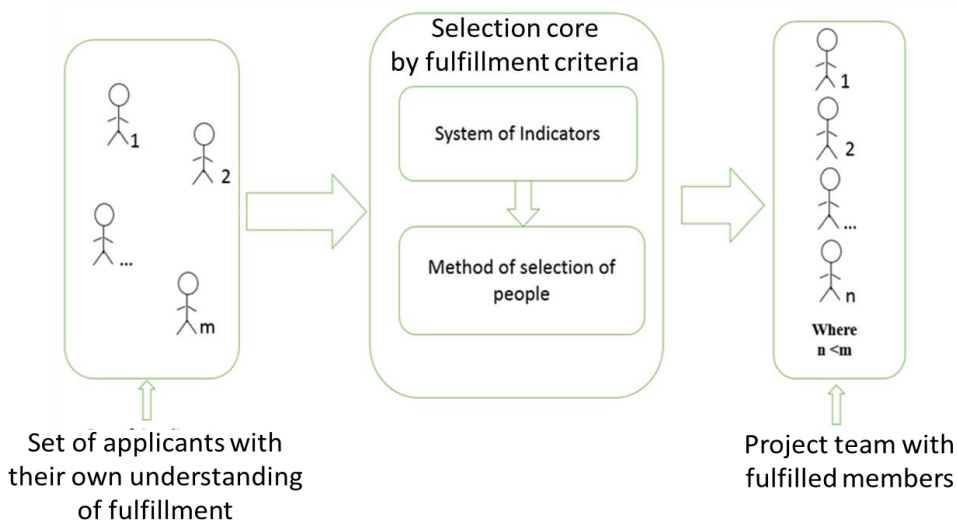 1
2
...
m
Set of applicants with
their own understanding
of fulfillment
Selection core
by fulfillment criteria
System of Indicators
Method of selection of
people
1
2
...
n
Where
n <m
Project team with
fulfilled members